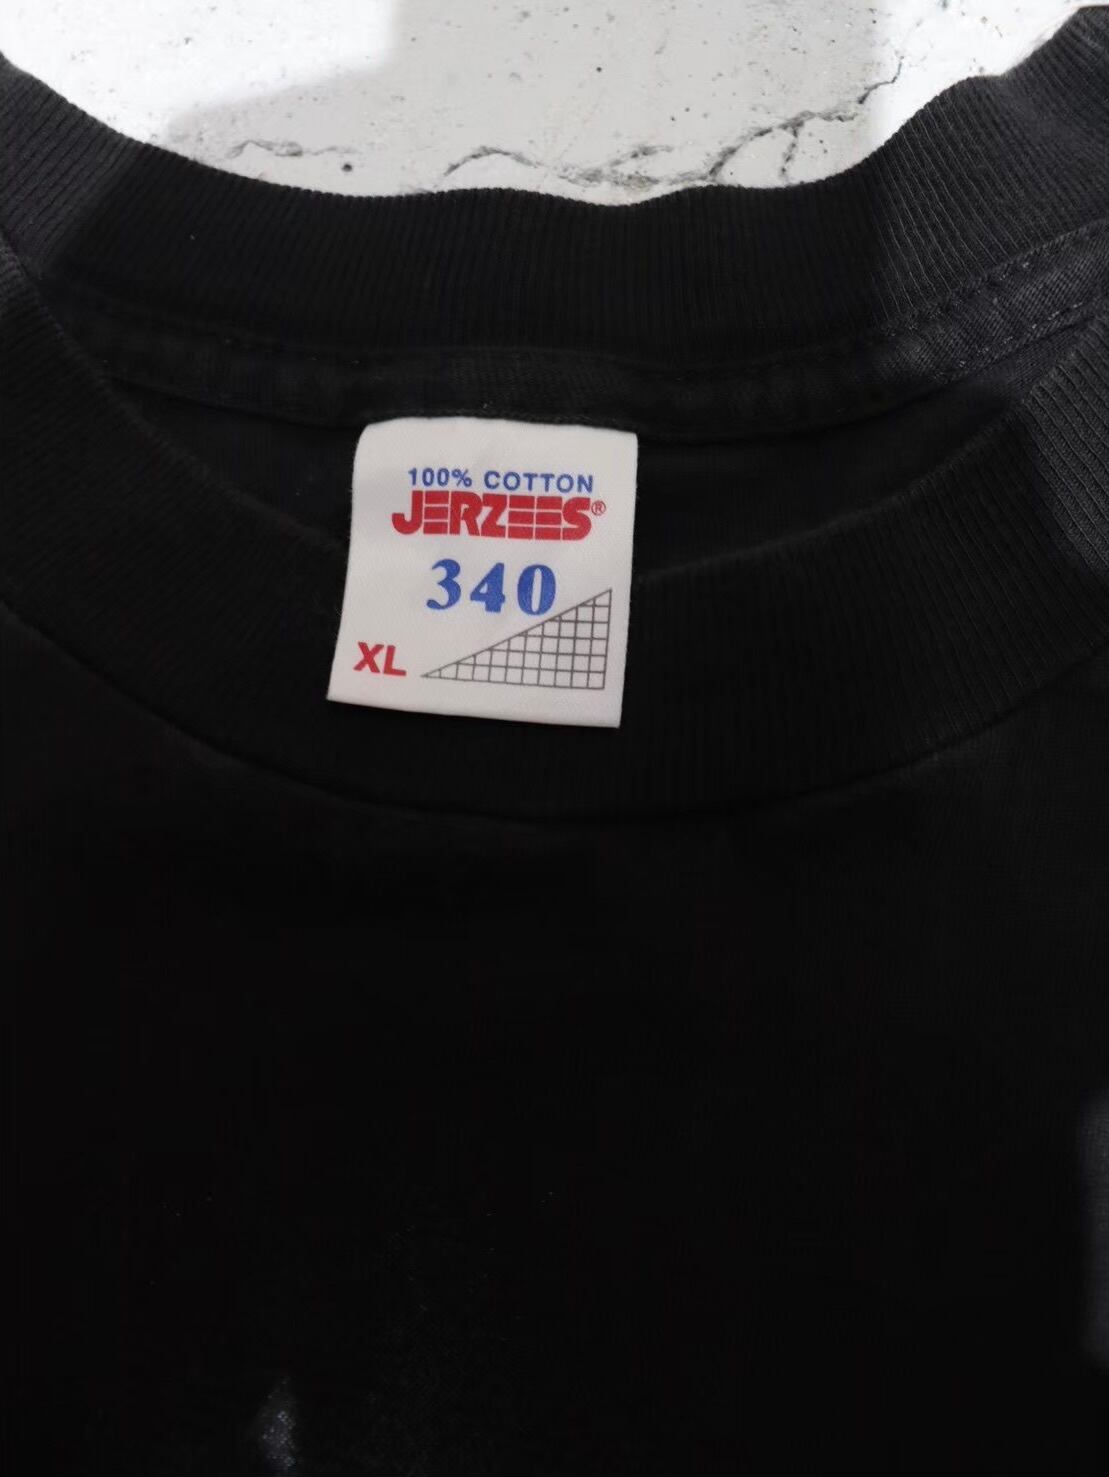 100% COTTON
JERZEES®
340
XL